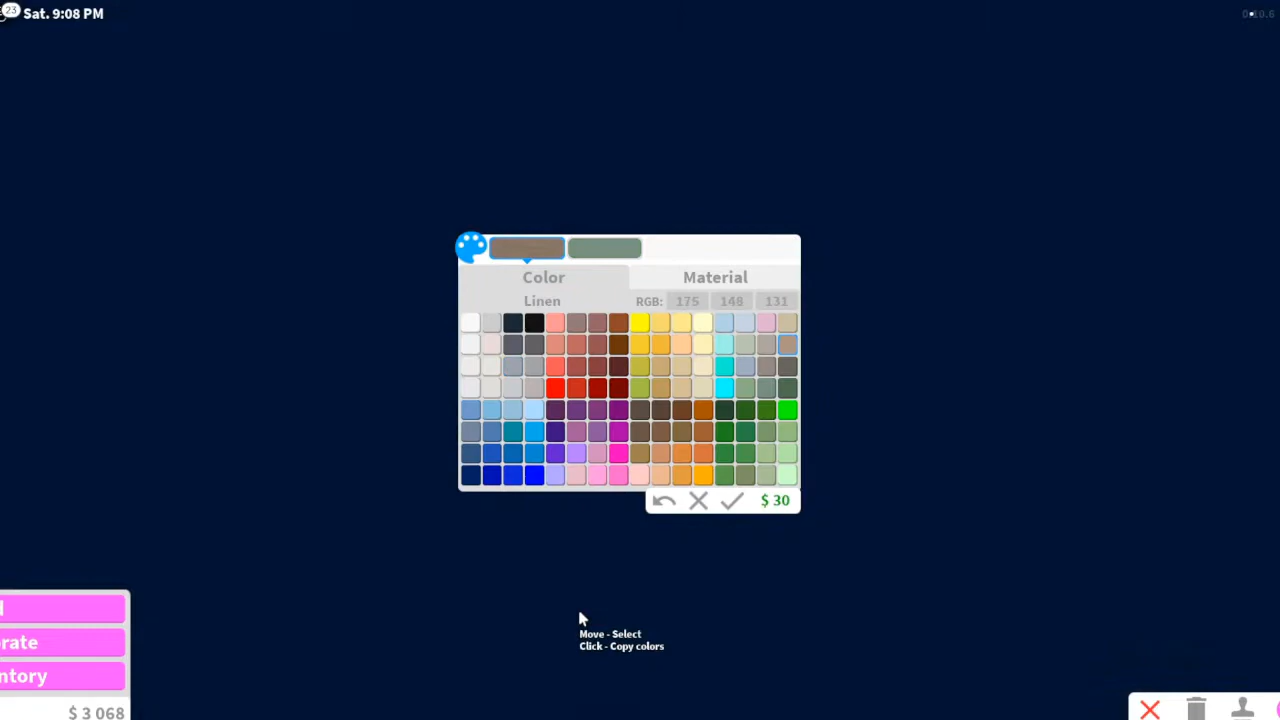 23 Sat. 9:08 PM
Color
Material
Linen
RGB: 175 148 131
$ 30
Move - Select
Click - Copy colors
rate
ntory
$ 3 068